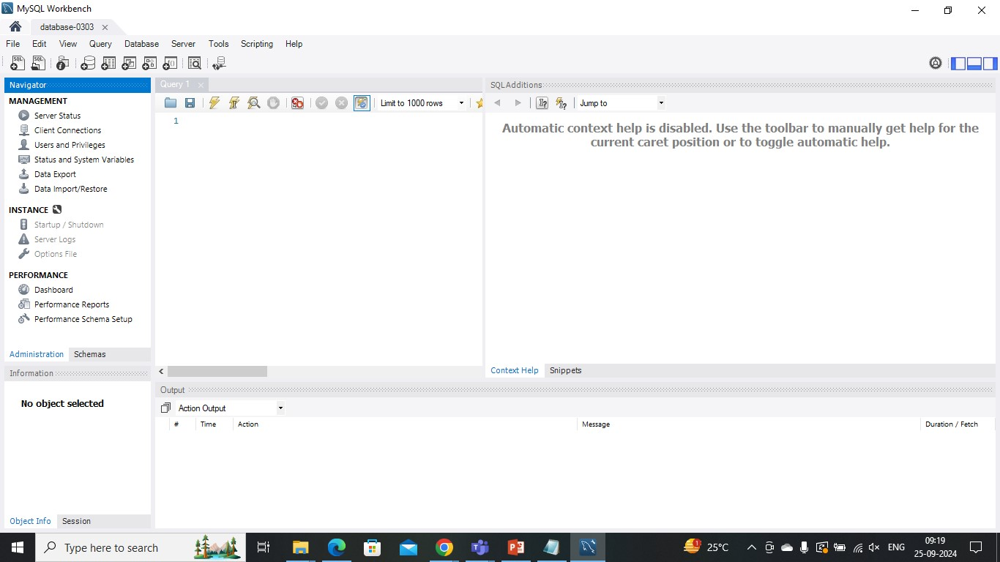 MySQL Workbench
database-0303
File Edit View Query Database Server Tools Scripting Help
Navigator
MANAGEMENT
Server Status
Client Connections
Users and Privileges
Status and System Variables
Data Export
Data Import/Restore
INSTANCE
Startup / Shutdown
Server Logs
Options File
PERFORMANCE
Dashboard
Performance Reports
Performance Schema Setup
Administration Schemas
Information
No object selected
Object Info Session
Query 1
Limit to 1000 rows
1
SQLAdditions
Jump to
Automatic context help is disabled. Use the toolbar to manually get help for the
current caret position or to toggle automatic help.
Context Help Snippets
Output
Action Output
# Time Action Message Duration / Fetch
Type here to search
1
25°C
ENG
09:19
25-09-2024